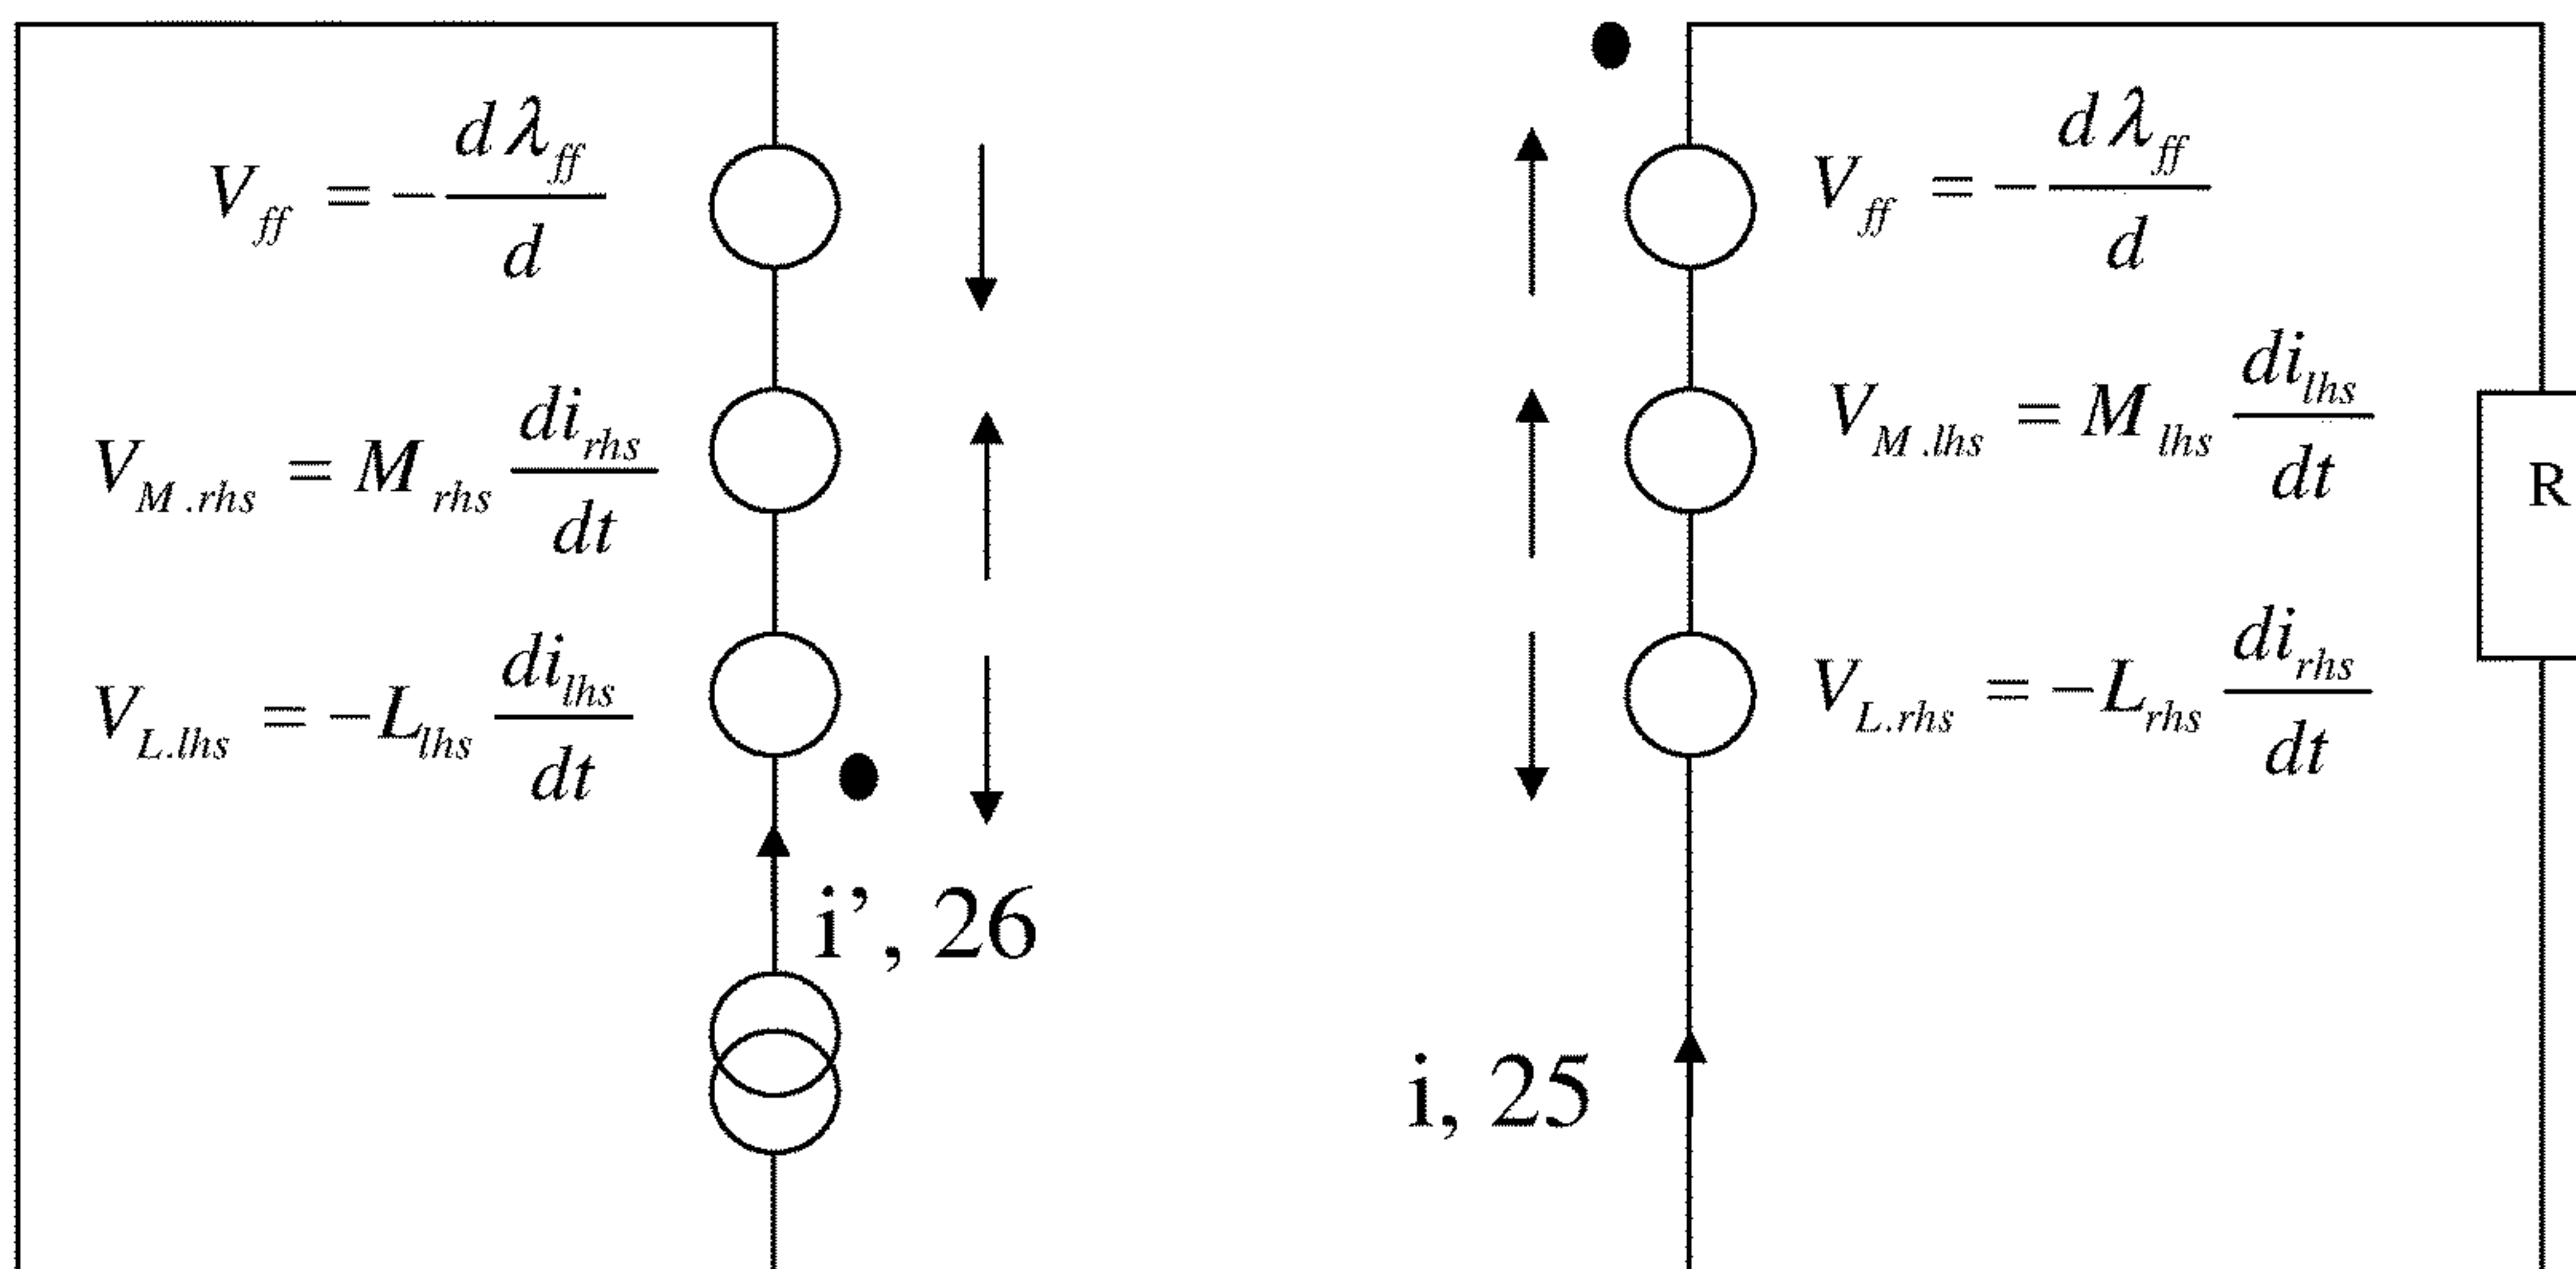 V_ff = - dλ_ff / d
V_M.rhs = M_rhs di_rhs / dt
V_L.lhs = -L_lhs di_lhs / dt
i’, 26
V_ff = - dλ_ff / d
V_M.lhs = M_lhs di_lhs / dt
R
V_L.rhs = -L_rhs di_rhs / dt
i, 25